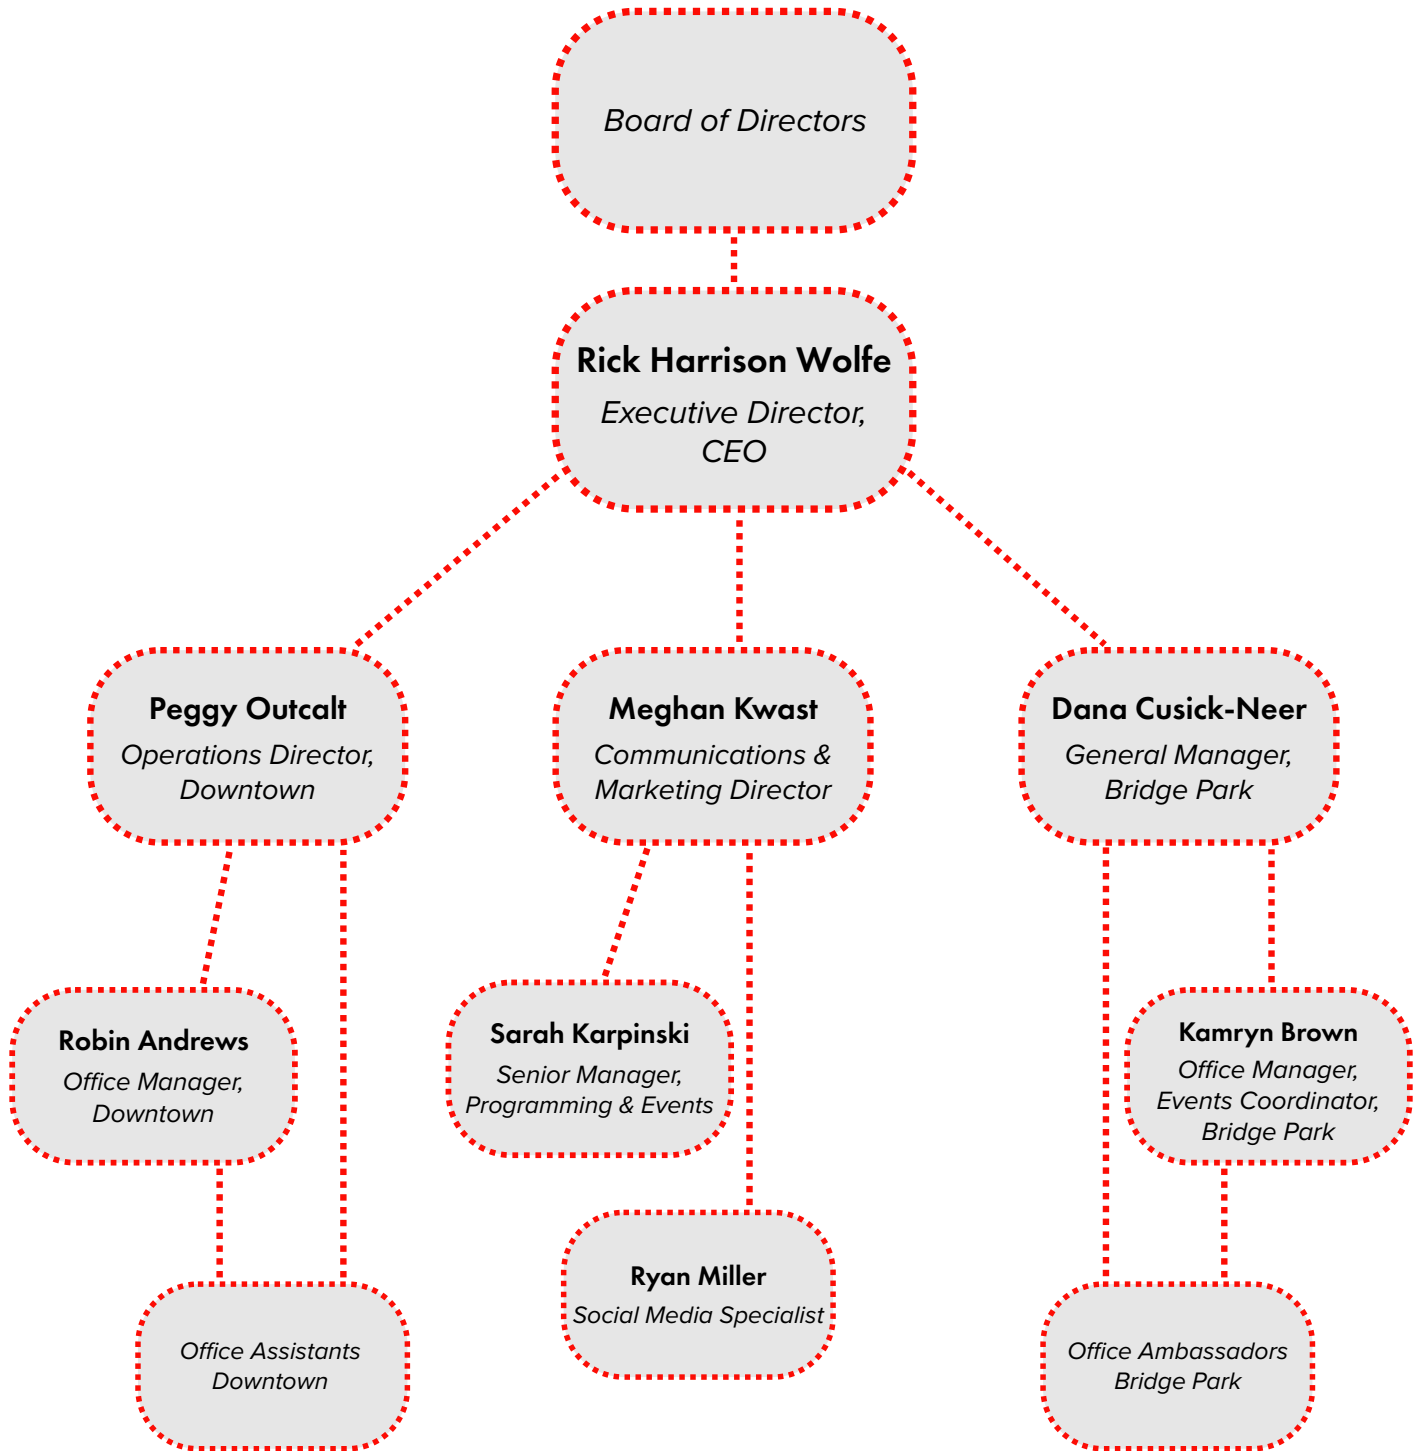 Board of Directors
Rick Harrison Wolfe
Executive Director,
CEO
Peggy Outcalt
Operations Director,
Downtown
Meghan Kwast
Communications &
Marketing Director
Dana Cusick-Neer
General Manager,
Bridge Park
Robin Andrews
Office Manager,
Downtown
Sarah Karpinski
Senior Manager,
Programming & Events
Kamryn Brown
Office Manager,
Events Coordinator,
Bridge Park
Ryan Miller
Social Media Specialist
Office Assistants
Downtown
Office Ambassadors
Bridge Park